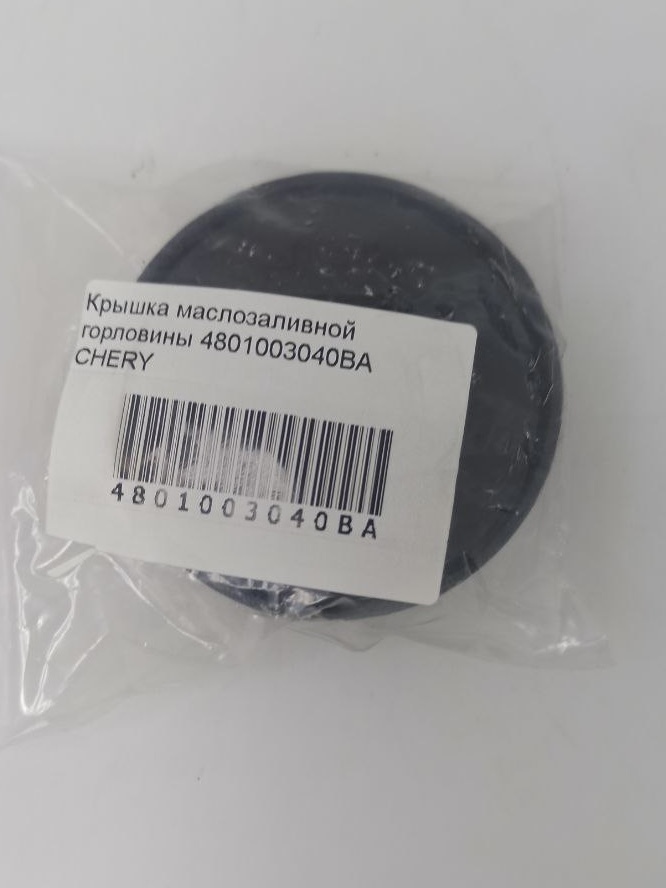 Крышка маслозаливной
горловины 4801003040BA
CHERY
4801003040BA